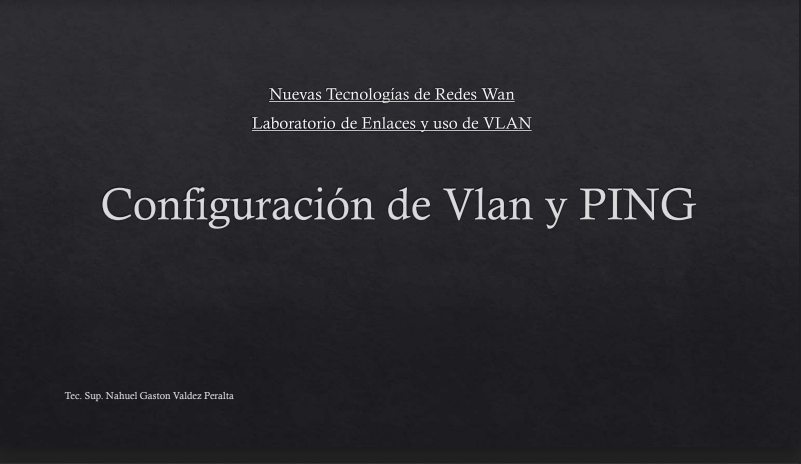 Nuevas Tecnologías de Redes Wan
Laboratorio de Enlaces y uso de VLAN
Configuración de Vlan y PING
Tec. Sup. Nahuel Gaston Valdez Peralta